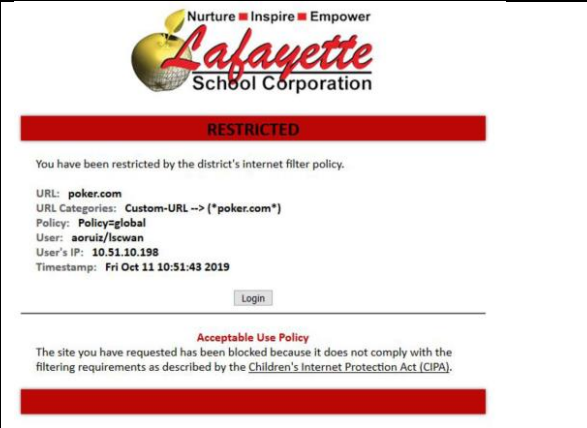 Nurture ■ Inspire ■ Empower
Lafayette
School Corporation
RESTRICTED
You have been restricted by the district's internet filter policy.
URL: poker.com
URL Categories: Custom-URL --> (*poker.com*)
Policy: Policy=global
User: aoruiz/lscwan
User's IP: 10.51.10.198
Timestamp: Fri Oct 11 10:51:43 2019
Login
Acceptable Use Policy
The site you have requested has been blocked because it does not comply with the
filtering requirements as described by the Children's Internet Protection Act (CIPA).